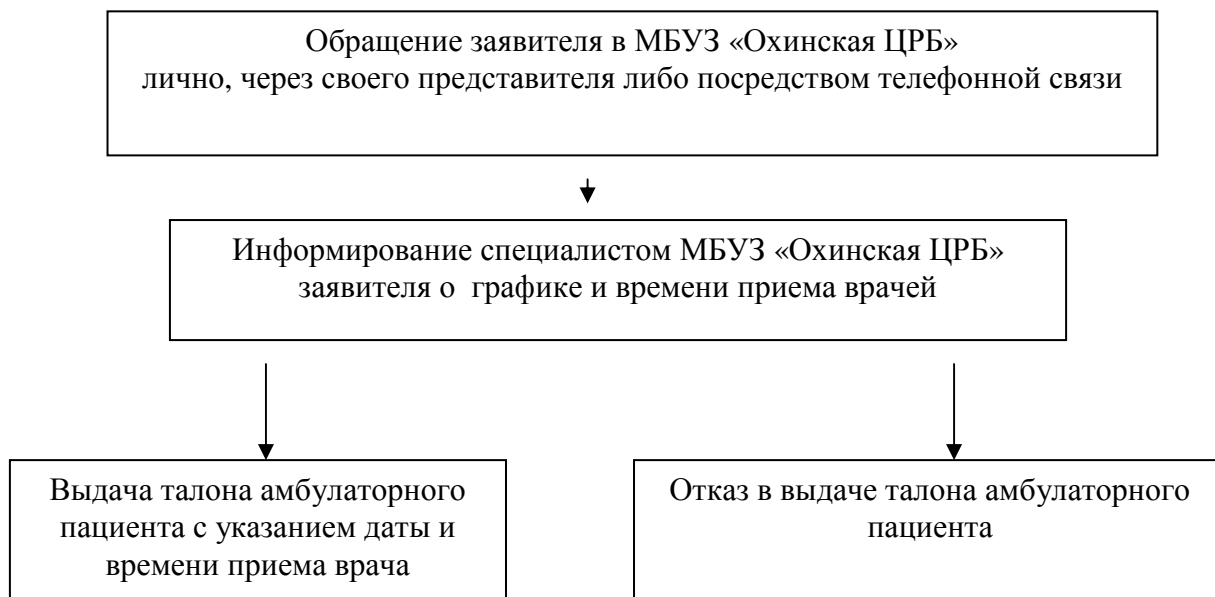 Обращение заявителя в МБУЗ «Охинская ЦРБ»
лично, через своего представителя либо посредством телефонной связи
Информирование специалистом МБУЗ «Охинская ЦРБ»
заявителя о графике и времени приема врачей
Выдача талона амбулаторного
пациента с указанием даты и
времени приема врача
Отказ в выдаче талона амбулаторного
пациента